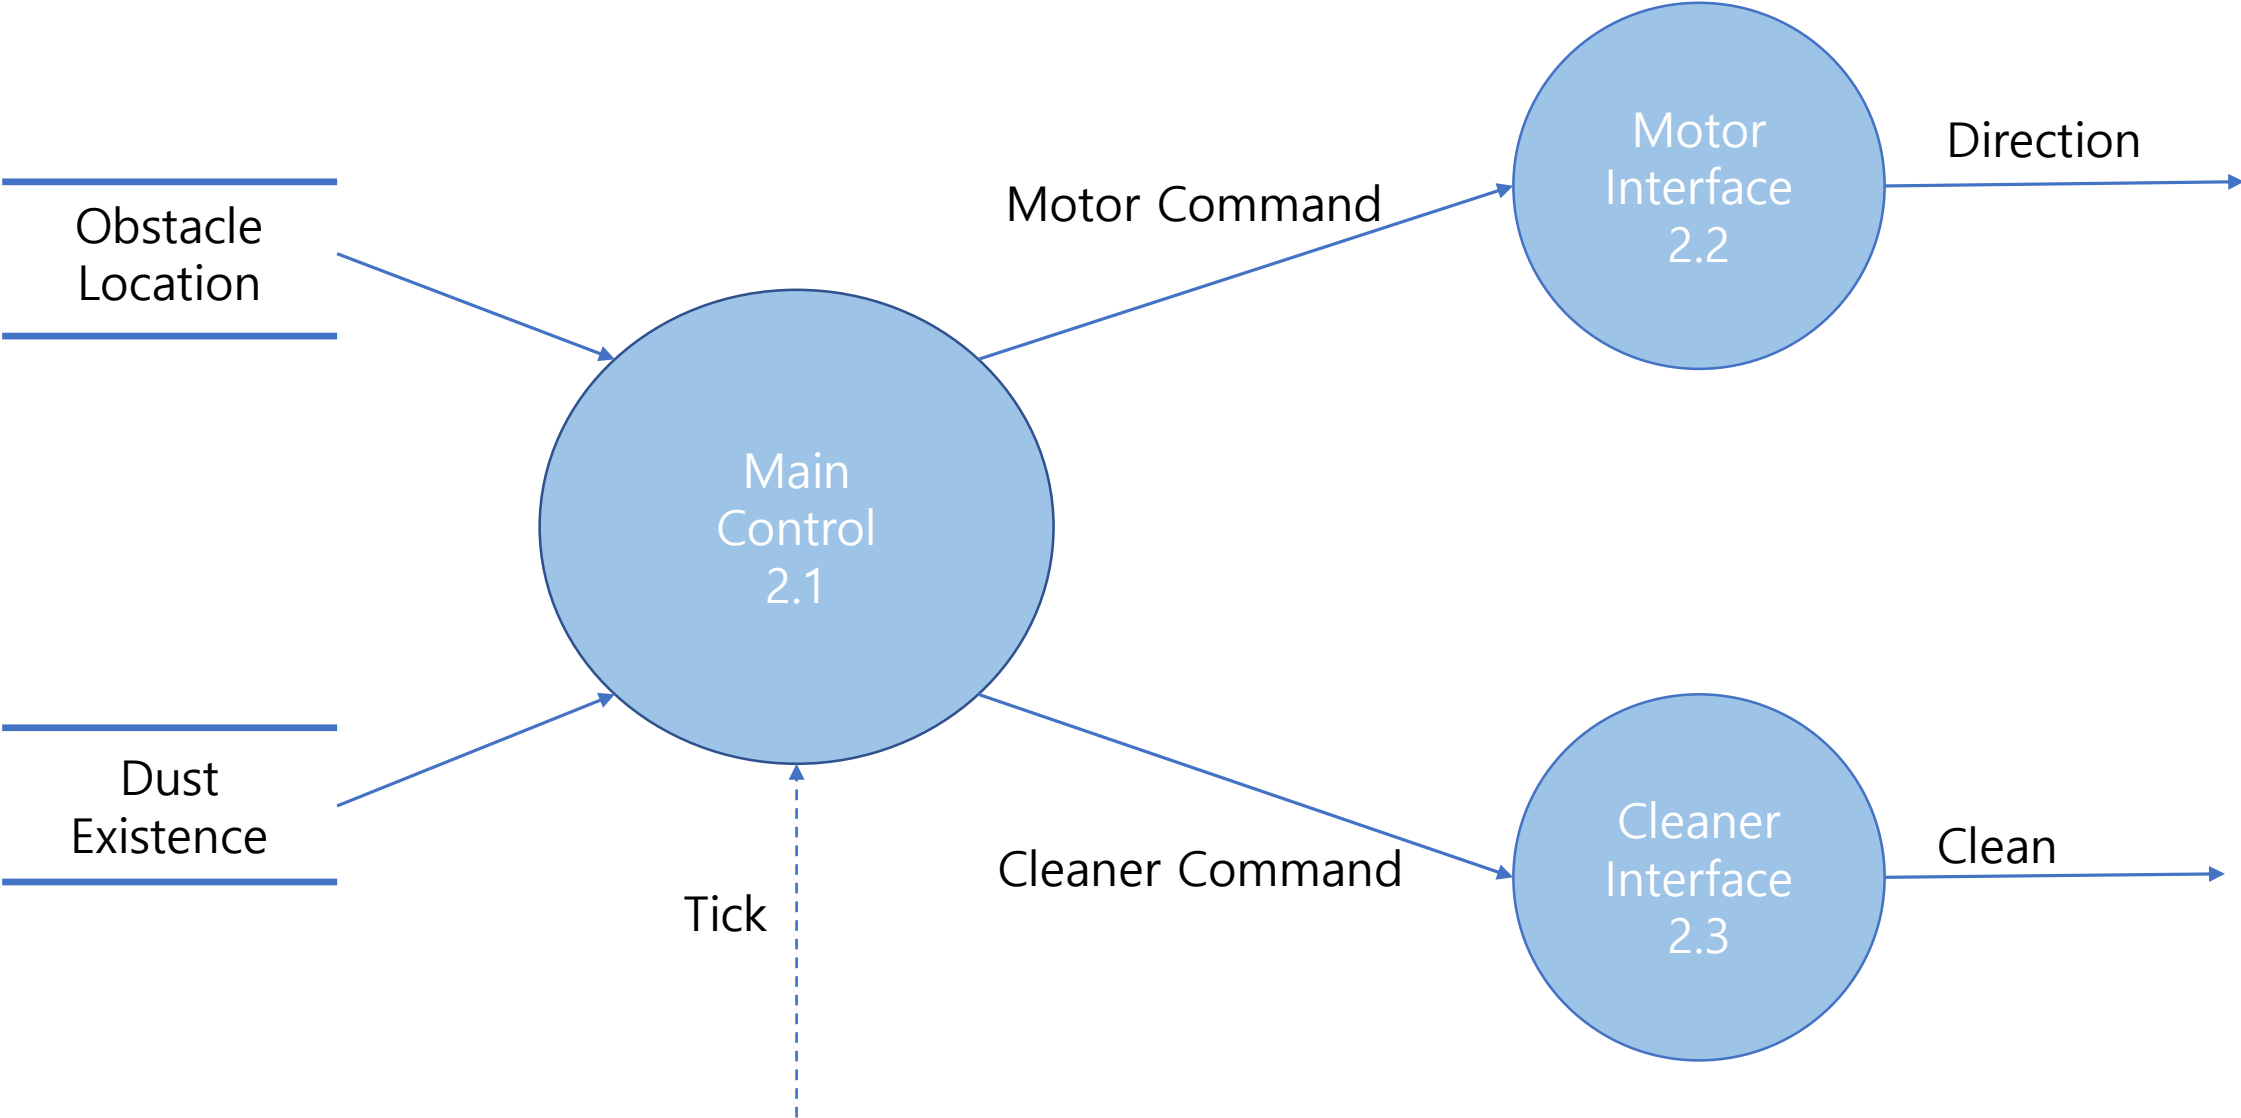 Obstacle
Location
Motor Command
Motor
Interface
2.2
Direction
Main
Control
2.1
Dust
Existence
Tick
Cleaner Command
Cleaner
Interface
2.3
Clean